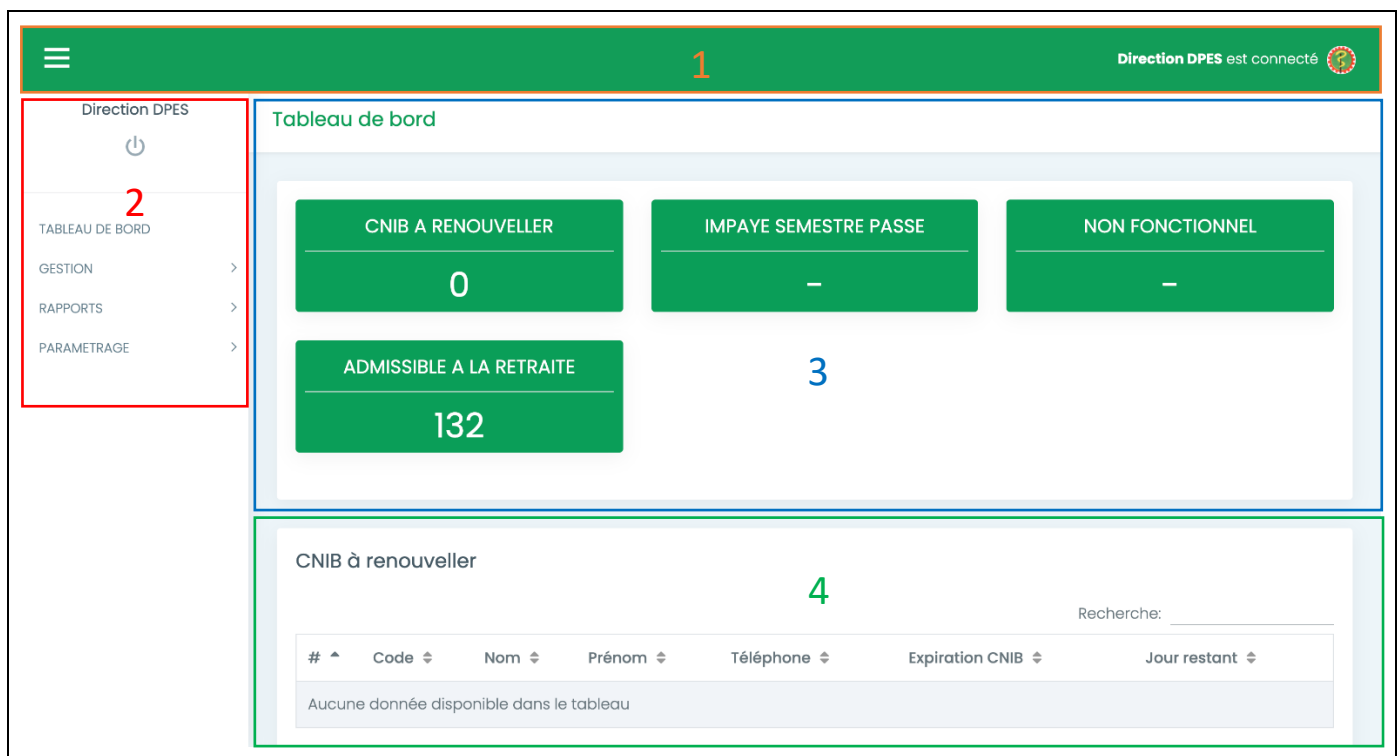 1
Direction DPES est connecté
Direction DPES
2
TABLEAU DE BORD
GESTION
RAPPORTS
PARAMETRAGE
Tableau de bord
CNIB A RENOUVELLER
0
IMPAYE SEMESTRE PASSE
-
NON FONCTIONNEL
-
ADMISSIBLE A LA RETRAITE
132
3
CNIB à renouveller
4
Recherche:
# Code Nom Prénom Téléphone Expiration CNIB Jour restant
Aucune donnée disponible dans le tableau